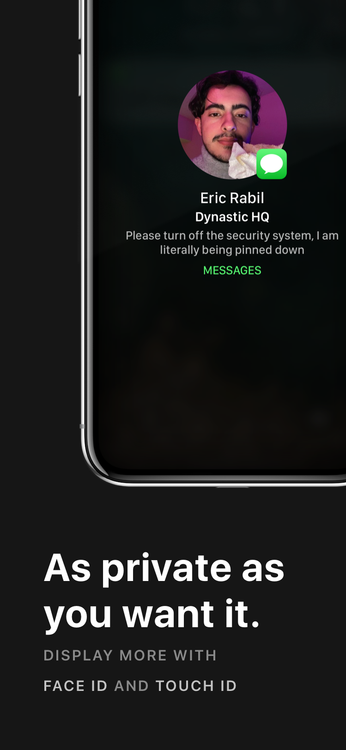 Eric Rabil
Dynastic HQ
Please turn off the security system, I am
literally being pinned down
MESSAGES
As private as
you want it.
DISPLAY MORE WITH
FACE ID AND TOUCH ID